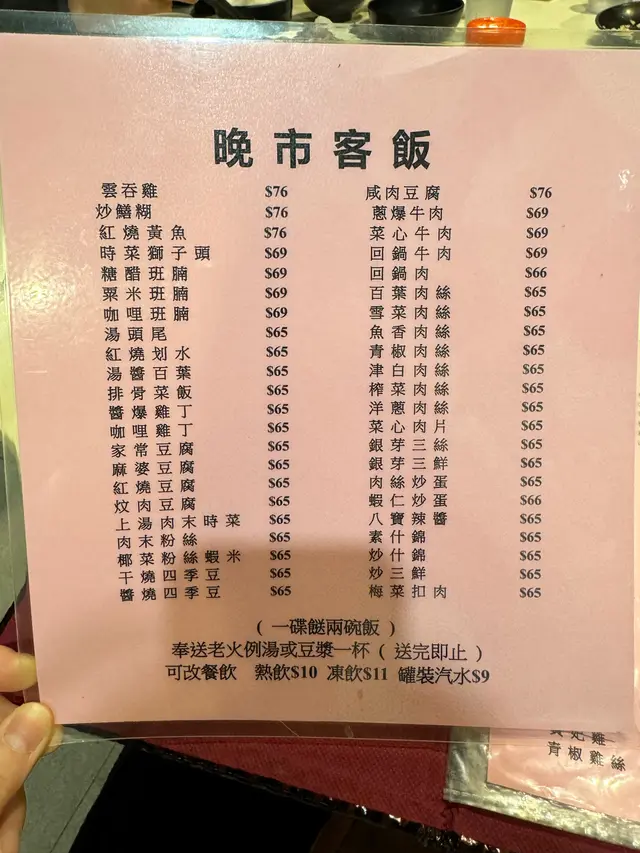 晚市客飯
雲吞雞 $76
炒鱔糊 $76
紅燒黃魚 $76
時菜獅子頭 $69
糖醋班腩 $69
粟米班腩 $69
咖哩班腩 $69
湯頭尾 $65
紅燒划水 $65
湯醬百葉 $65
排骨菜飯 $65
醬爆雞丁 $65
咖哩雞丁 $65
家常豆腐 $65
麻婆豆腐 $65
紅燒豆腐 $65
炆肉豆腐 $65
上湯肉末時菜 $65
肉末粉絲 $65
椰菜粉絲蝦米 $65
干燒四季豆 $65
醬燒四季豆 $65
咸肉豆腐 $76
蔥爆牛肉 $69
菜心牛肉 $69
回鍋牛肉 $69
回鍋肉 $66
百葉肉絲 $65
雪菜肉絲 $65
魚香肉絲 $65
青椒肉絲 $65
津白肉絲 $65
榨菜肉絲 $65
洋蔥肉絲 $65
菜心肉片 $65
銀芽三絲 $65
銀芽三鮮 $65
肉絲炒蛋 $65
蝦仁炒蛋 $66
八寶辣醬 $65
素什錦 $65
炒什錦 $65
炒三鮮 $65
梅菜扣肉 $65
( 一碟餸兩碗飯 )
奉送老火例湯或豆漿一杯 ( 送完即止 )
可改餐飲 熱飲$10 凍飲$11 罐裝汽水$9
貴妃雞
青椒雞絲